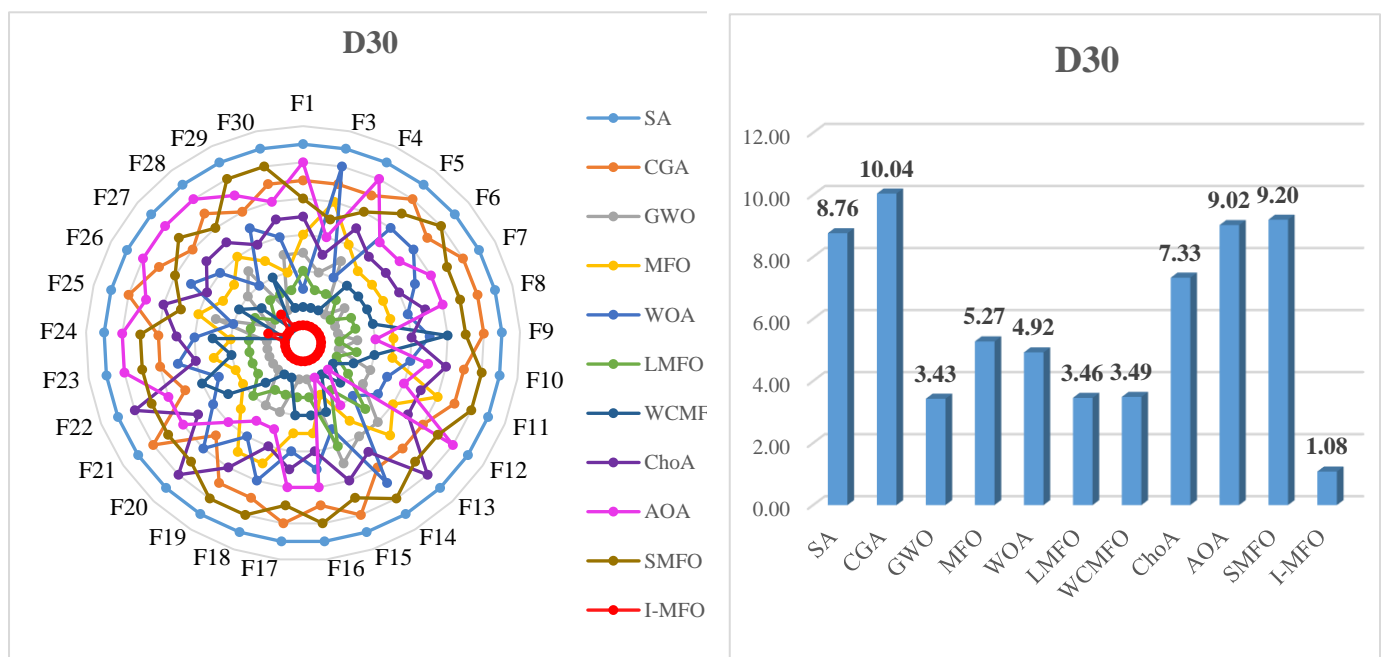 D30
F1
F3
F4
F5
F6
F7
F8
F9
F10
F11
F12
F13
F14
F15
F16
F17
F18
F19
F20
F21
F22
F23
F24
F25
F26
F27
F28
F29
F30
SA
CGA
GWO
MFO
WOA
LMFO
WCMF
ChoA
AOA
SMFO
I-MFO
D30
12.00
10.00
8.00
6.00
4.00
2.00
0.00
8.76
10.04
3.43
5.27
4.92
3.46
3.49
7.33
9.02
9.20
1.08
SA
CGA
GWO
MFO
WOA
LMFO
WCMFO
ChoA
AOA
SMFO
I-MFO